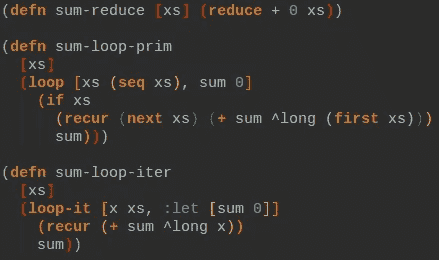 (defn sum-reduce [xs] (reduce + 0 xs))
(defn sum-loop-prim
[xs]
(loop [xs (seq xs), sum 0]
(if xs
(recur (next xs) (+ sum ^long (first xs)))
sum)))
(defn sum-loop-iter
[xs]
(loop-it [x xs, :let [sum 0]]
(recur (+ sum ^long x))
sum))